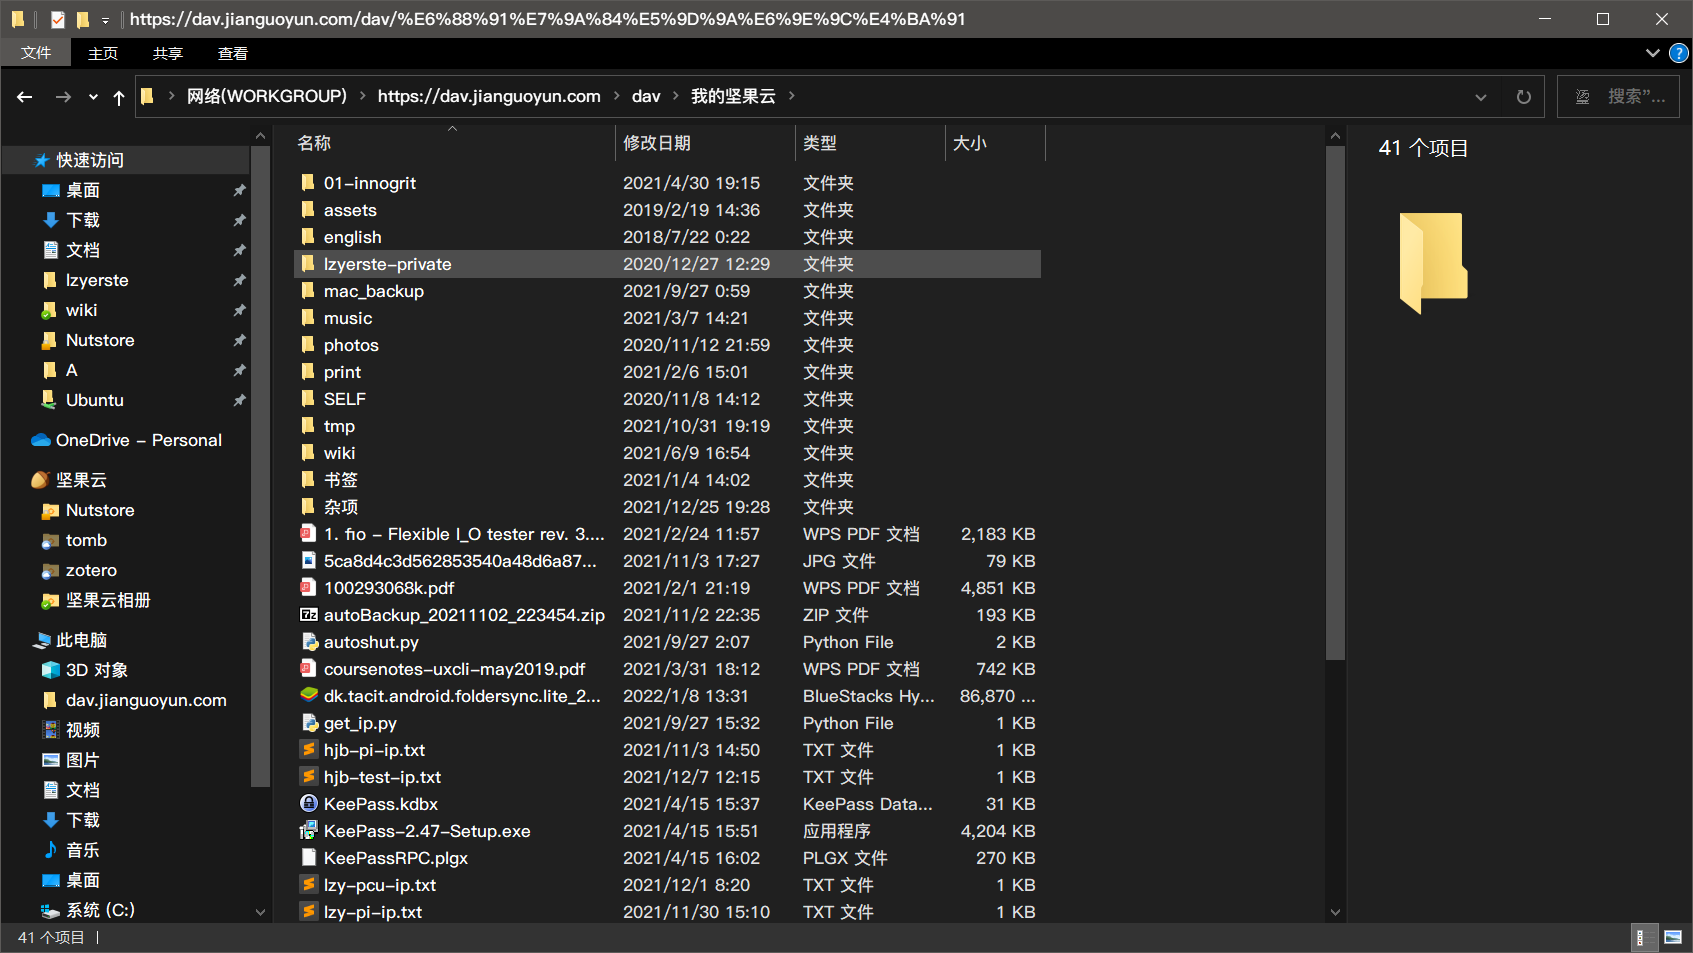 https://dav.jianguoyun.com/dav/%E6%88%91%E7%9A%84%E5%9D%9A%E6%9E%9C%E4%BA%91
文件 主页 共享 查看
网络(WORKGROUP) https://dav.jianguoyun.com dav 我的坚果云 搜索"...
快速访问
桌面
下载
文档
lzyerste
wiki
Nutstore
A
Ubuntu
OneDrive - Personal
坚果云
Nutstore
tomb
zotero
坚果云相册
此电脑
3D 对象
dav.jianguoyun.com
视频
图片
文档
下载
音乐
桌面
系统 (C:)
名称 修改日期 类型 大小
01-innogrit 2021/4/30 19:15 文件夹
assets 2019/2/19 14:36 文件夹
english 2018/7/22 0:22 文件夹
lzyerste-private 2020/12/27 12:29 文件夹
mac_backup 2021/9/27 0:59 文件夹
music 2021/3/7 14:21 文件夹
photos 2020/11/12 21:59 文件夹
print 2021/2/6 15:01 文件夹
SELF 2020/11/8 14:12 文件夹
tmp 2021/10/31 19:19 文件夹
wiki 2021/6/9 16:54 文件夹
书签 2021/1/4 14:02 文件夹
杂项 2021/12/25 19:28 文件夹
1. fio - Flexible I_O tester rev. 3.... 2021/2/24 11:57 WPS PDF 文档 2,183 KB
5ca8d4c3d562853540a48d6a87... 2021/11/3 17:27 JPG 文件 79 KB
100293068k.pdf 2021/2/1 21:19 WPS PDF 文档 4,851 KB
autoBackup_20211102_223454.zip 2021/11/2 22:35 ZIP 文件 193 KB
autoshut.py 2021/9/27 2:07 Python File 2 KB
coursenotes-uxcli-may2019.pdf 2021/3/31 18:12 WPS PDF 文档 742 KB
dk.tacit.android.foldersync.lite_2... 2022/1/8 13:31 BlueStacks Hy... 86,870 ...
get_ip.py 2021/9/27 15:32 Python File 1 KB
hjb-pi-ip.txt 2021/11/3 14:50 TXT 文件 1 KB
hjb-test-ip.txt 2021/12/7 12:15 TXT 文件 1 KB
KeePass.kdbx 2021/4/15 15:37 KeePass Data... 31 KB
KeePass-2.47-Setup.exe 2021/4/15 15:51 应用程序 4,204 KB
KeePassRPC.plgx 2021/4/15 16:02 PLGX 文件 270 KB
lzy-pcu-ip.txt 2021/12/1 8:20 TXT 文件 1 KB
lzy-pi-ip.txt 2021/11/30 15:10 TXT 文件 1 KB
41 个项目
41 个项目